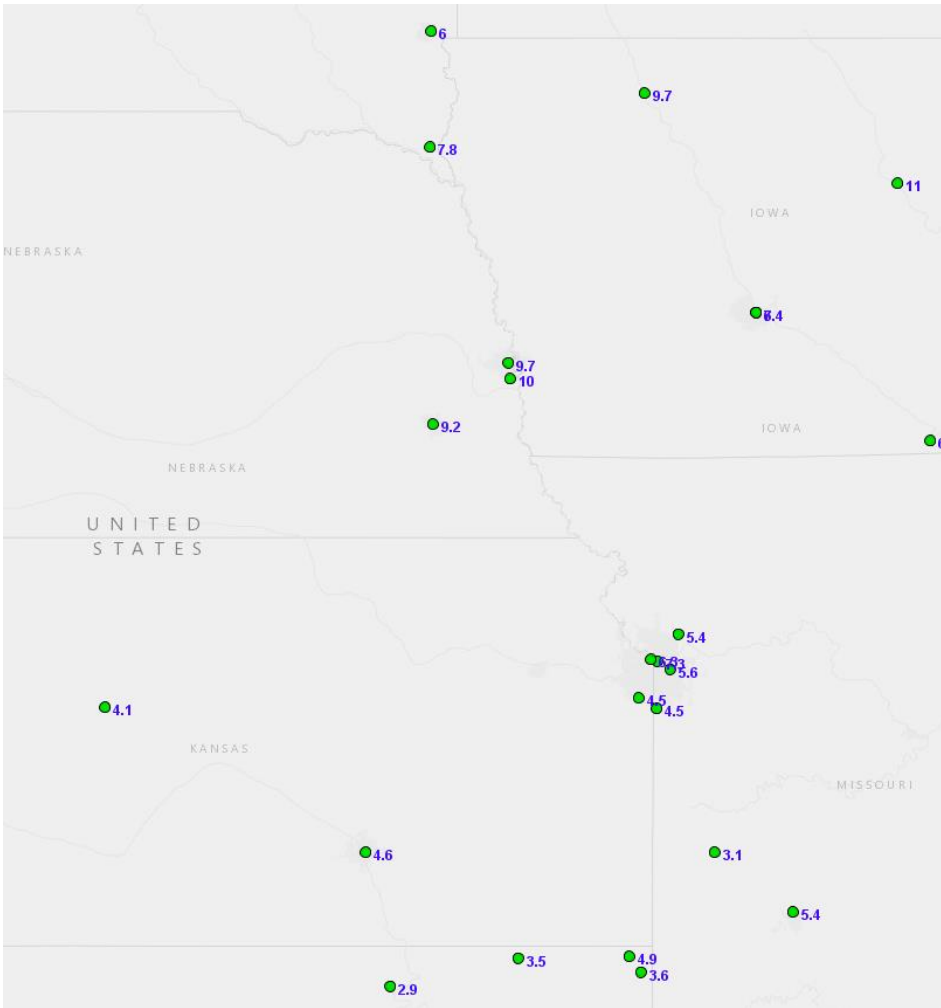 6
9.7
7.8
11
IOWA
NEBRASKA
9.7
10
9.2
IOWA
6
NEBRASKA
UNITED
STATES
5.4
5.6
4.5
4.5
4.1
KANSAS
MISSOURI
4.6
3.1
5.4
4.9
3.5
3.6
2.9